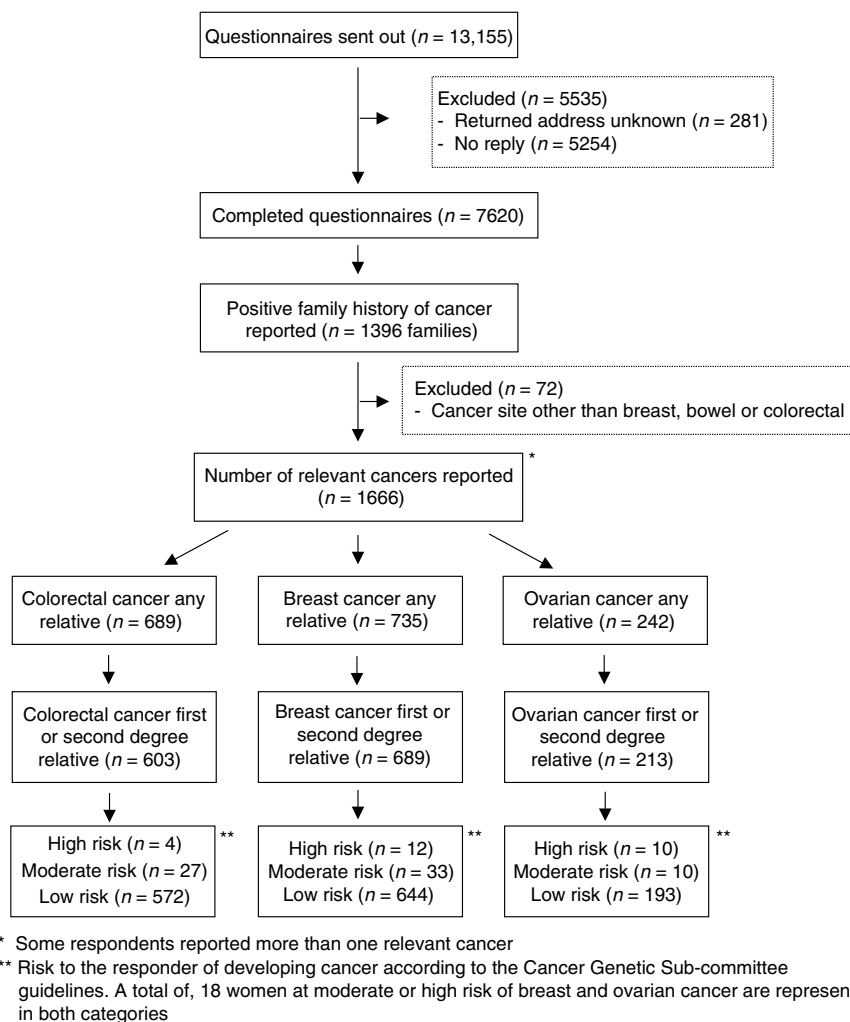 Questionnaires sent out (n = 13,155)
Excluded (n = 5535)
- Returned address unknown (n = 281)
- No reply (n = 5254)
Completed questionnaires (n = 7620)
Positive family history of cancer
reported (n = 1396 families)
Excluded (n = 72)
- Cancer site other than breast, bowel or colorectal
Number of relevant cancers reported
(n = 1666)
*
Colorectal cancer any
relative (n = 689)
Breast cancer any
relative (n = 735)
Ovarian cancer any
relative (n = 242)
Colorectal cancer first
or second degree
relative (n = 603)
Breast cancer first or
second degree
relative (n = 689)
Ovarian cancer first or
second degree
relative (n = 213)
High risk (n = 4)
Moderate risk (n = 27)
Low risk (n = 572)
**
High risk (n = 12)
Moderate risk (n = 33)
Low risk (n = 644)
**
High risk (n = 10)
Moderate risk (n = 10)
Low risk (n = 193)
**
* Some respondents reported more than one relevant cancer
** Risk to the responder of developing cancer according to the Cancer Genetic Sub-committee
guidelines. A total of, 18 women at moderate or high risk of breast and ovarian cancer are represen
in both categories